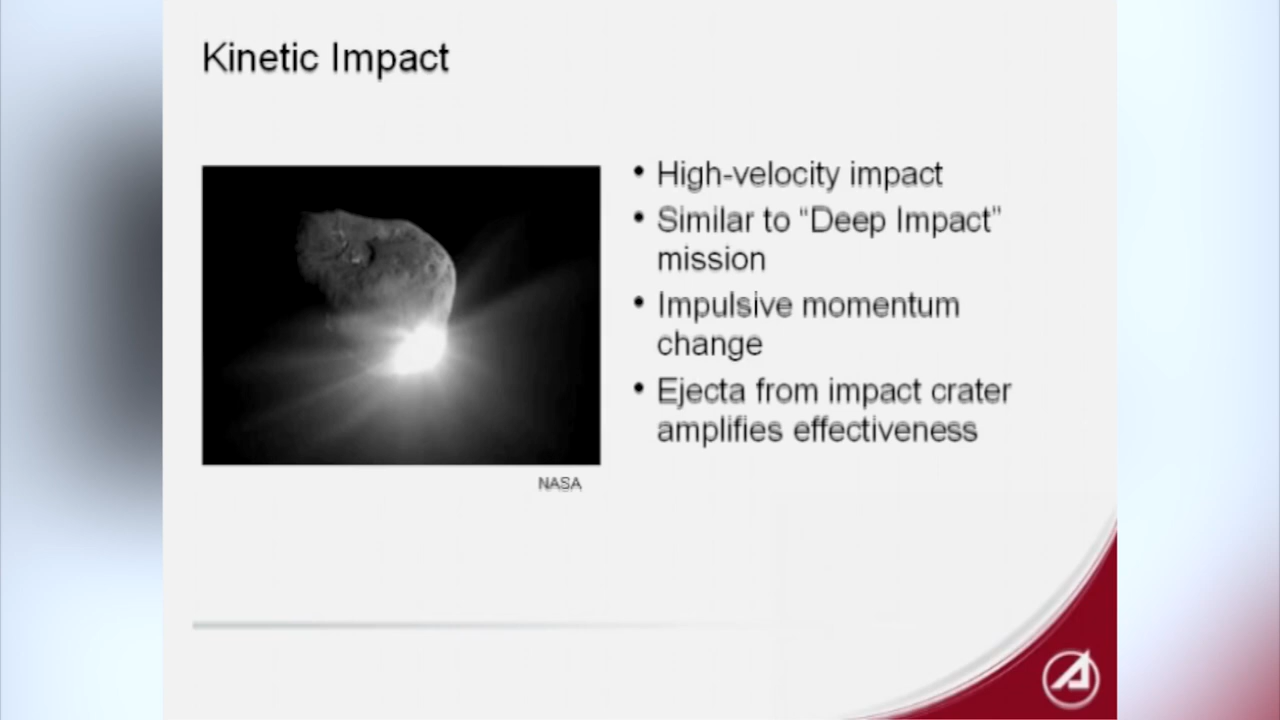 Kinetic Impact
• High-velocity impact
• Similar to “Deep Impact”
mission
• Impulsive momentum
change
• Ejecta from impact crater
amplifies effectiveness
NASA